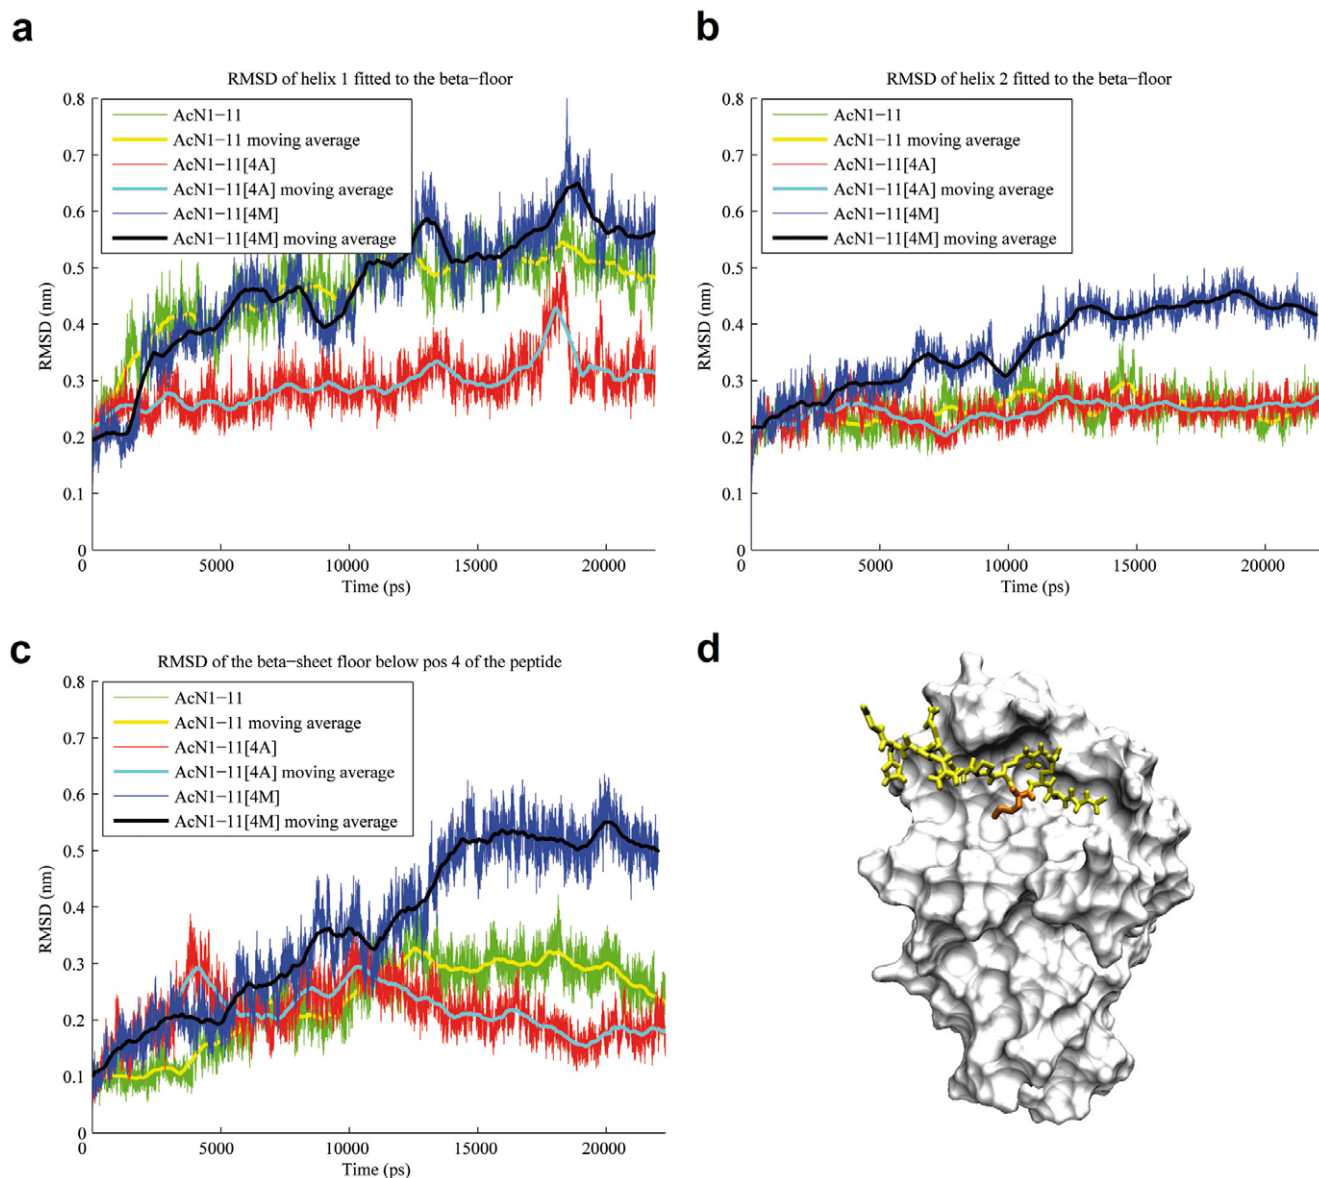 a
RMSD of helix 1 fitted to the beta−floor
0.8
0.7
0.6
0.5
0.4
0.3
0.2
0.1
0
RMSD (nm)
AcN1−11
AcN1−11 moving average
AcN1−11[4A]
AcN1−11[4A] moving average
AcN1−11[4M]
AcN1−11[4M] moving average
0 5000 10000 15000 20000
Time (ps)
b
RMSD of helix 2 fitted to the beta−floor
0.8
0.7
0.6
0.5
0.4
0.3
0.2
0.1
0
RMSD (nm)
AcN1−11
AcN1−11 moving average
AcN1−11[4A]
AcN1−11[4A] moving average
AcN1−11[4M]
AcN1−11[4M] moving average
0 5000 10000 15000 20000
Time (ps)
c
RMSD of the beta−sheet floor below pos 4 of the peptide
0.8
0.7
0.6
0.5
0.4
0.3
0.2
0.1
0
RMSD (nm)
AcN1−11
AcN1−11 moving average
AcN1−11[4A]
AcN1−11[4A] moving average
AcN1−11[4M]
AcN1−11[4M] moving average
0 5000 10000 15000 20000
Time (ps)
d